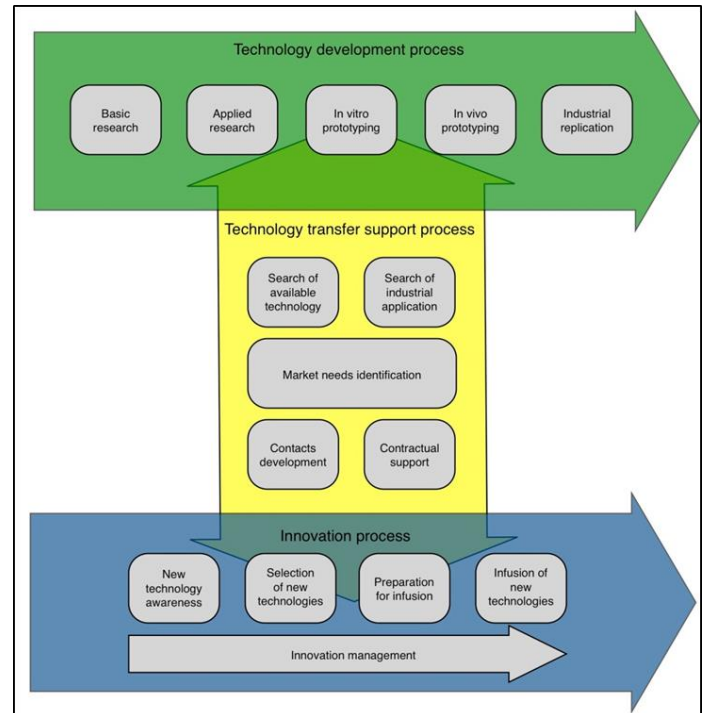 Technology development process
Basic
research
Applied
research
In vitro
prototyping
In vivo
prototyping
Industrial
replication
Technology transfer support process
Search of
available
technology
Search of
industrial
application
Market needs identification
Contacts
development
Contractual
support
Innovation process
New
technology
awareness
Selection
of new
technologies
Preparation
for infusion
Infusion of
new
technologies
Innovation management